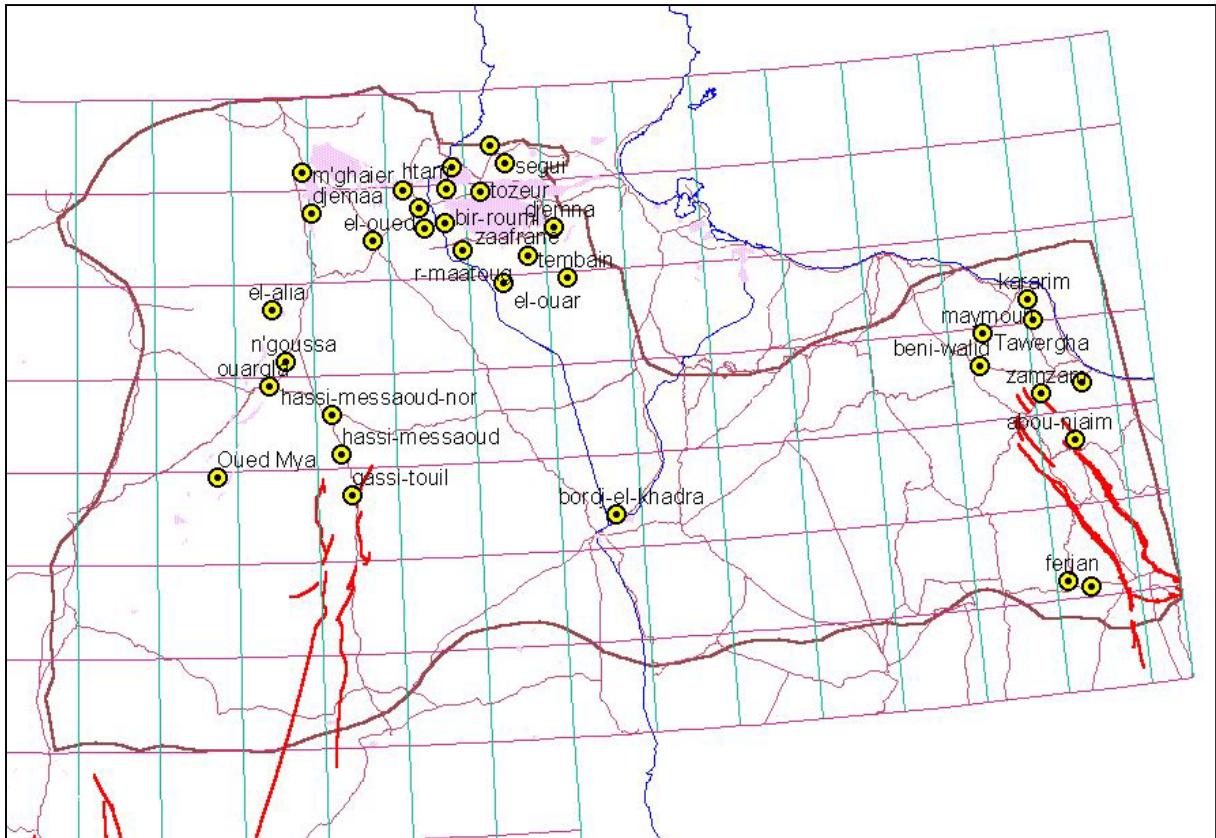 segui
m'ghaier
htam
djemaa
tozeur
djemna
el-oued
bir-roumi
zaafrane
r-maatoug
tembain
el-ouar
el-alia
kararim
maymoun
Tawergha
beni-walid
n'goussa
ouargla
zamzam
hassi-messaoud-nor
abou-njaim
hassi-messaoud
Oued Mya
gassi-touil
bordj-el-khadra
ferjan